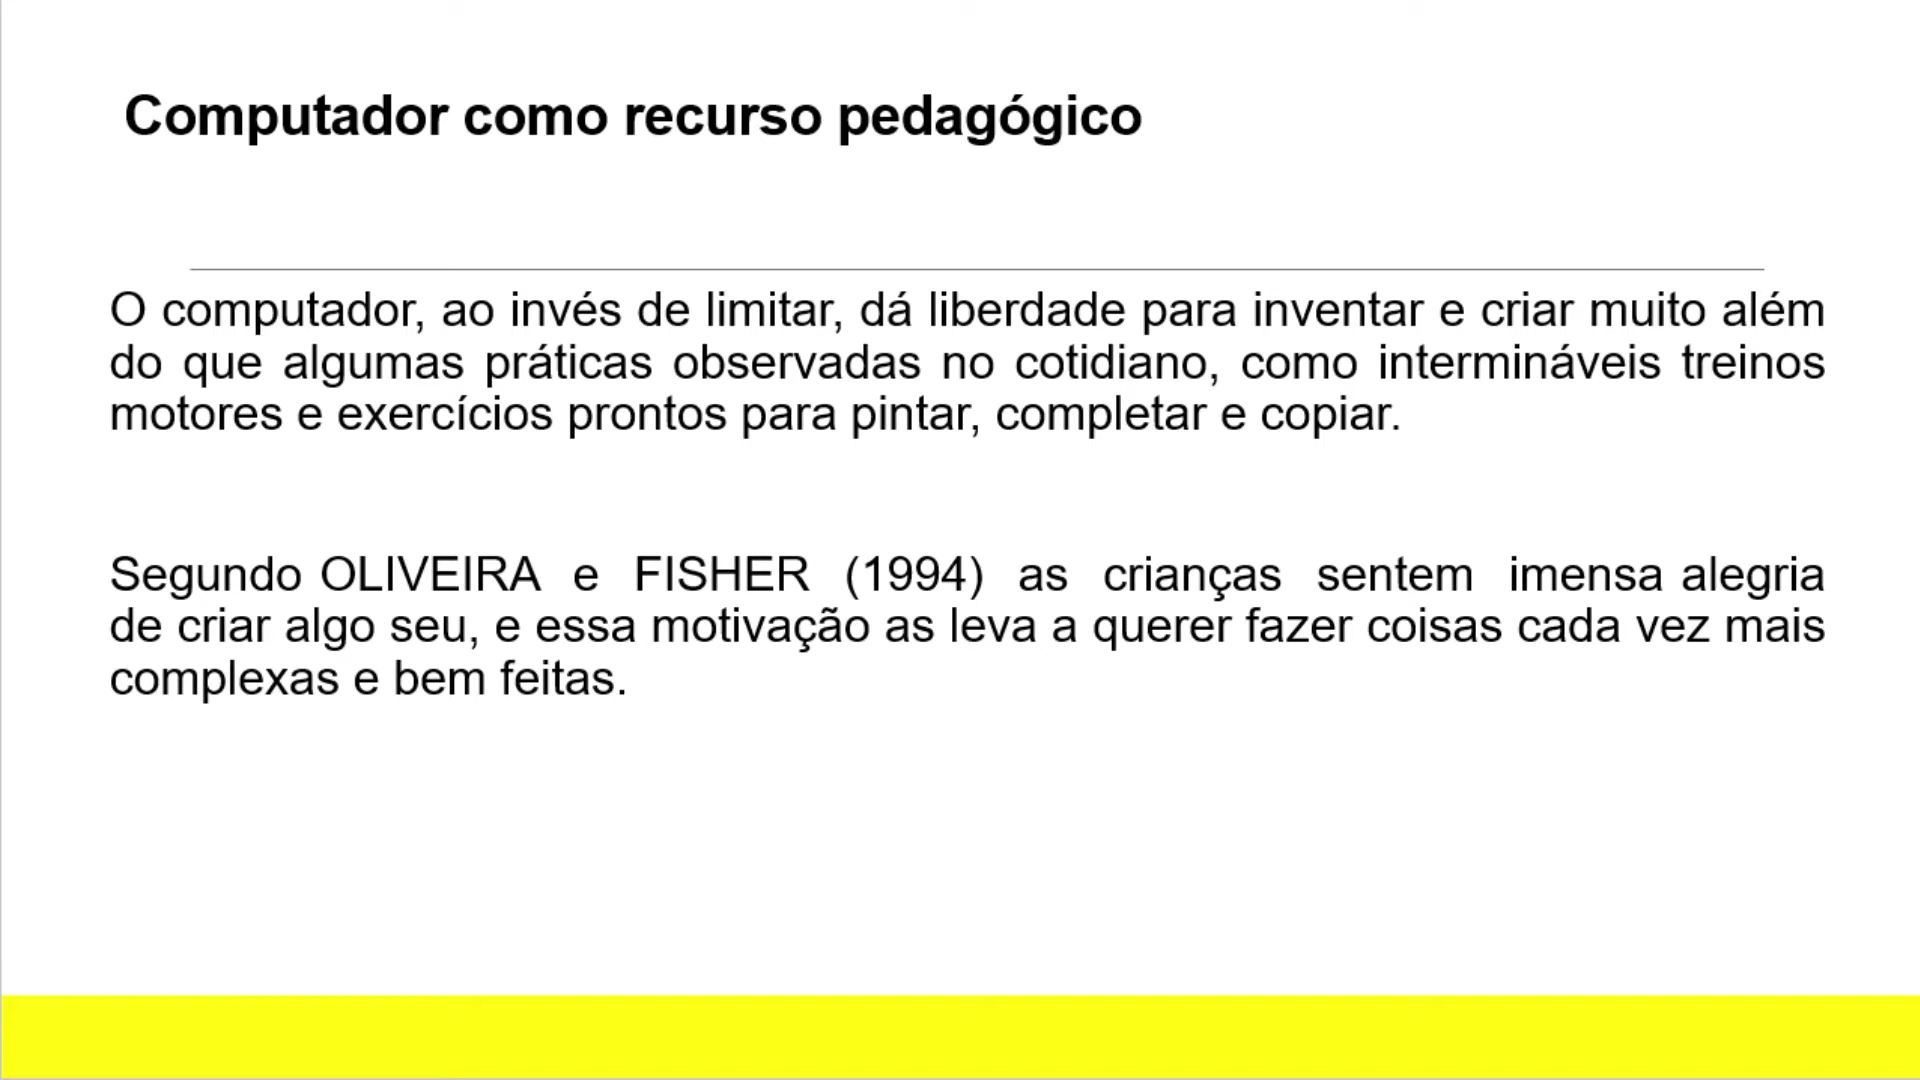 Computador como recurso pedagógico
O computador, ao invés de limitar, dá liberdade para inventar e criar muito além
do que algumas práticas observadas no cotidiano, como intermináveis treinos
motores e exercícios prontos para pintar, completar e copiar.
Segundo OLIVEIRA e FISHER (1994) as crianças sentem imensa alegria
de criar algo seu, e essa motivação as leva a querer fazer coisas cada vez mais
complexas e bem feitas.